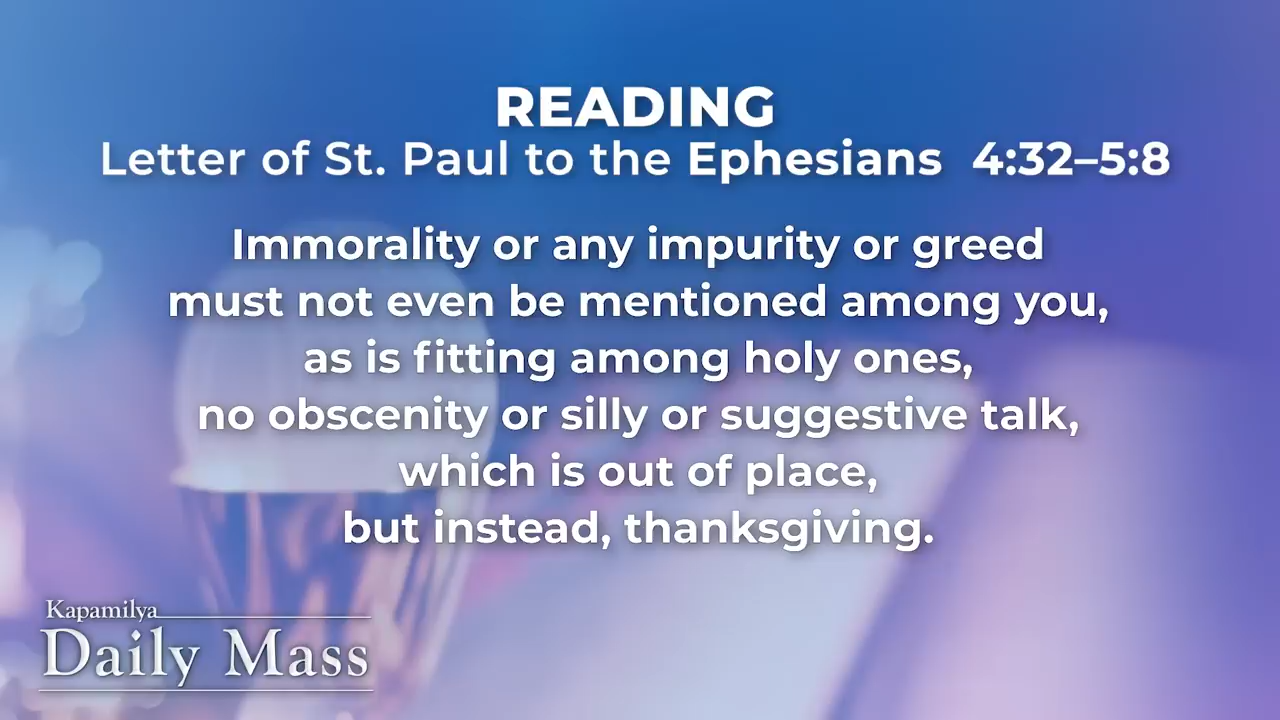 READING
Letter of St. Paul to the Ephesians 4:32–5:8
Immorality or any impurity or greed
must not even be mentioned among you,
as is fitting among holy ones,
no obscenity or silly or suggestive talk,
which is out of place,
but instead, thanksgiving.
Kapamilya
Daily Mass